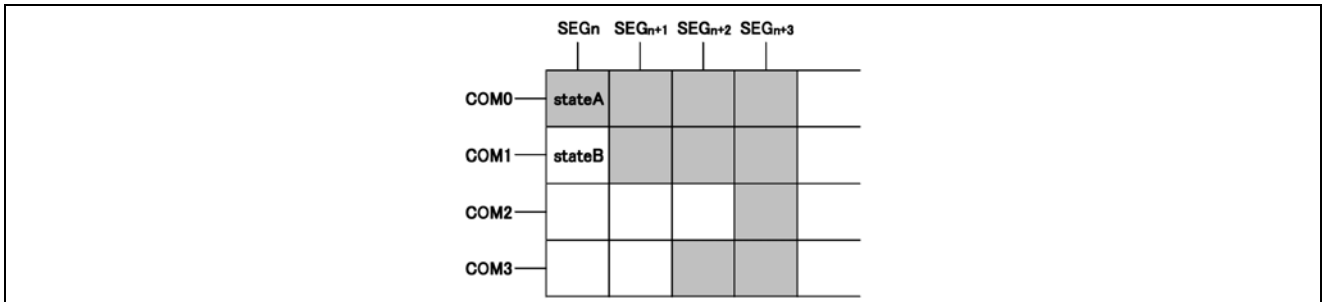 SEGn SEGn+1 SEGn+2 SEGn+3
COM0 stateA
COM1 stateB
COM2
COM3